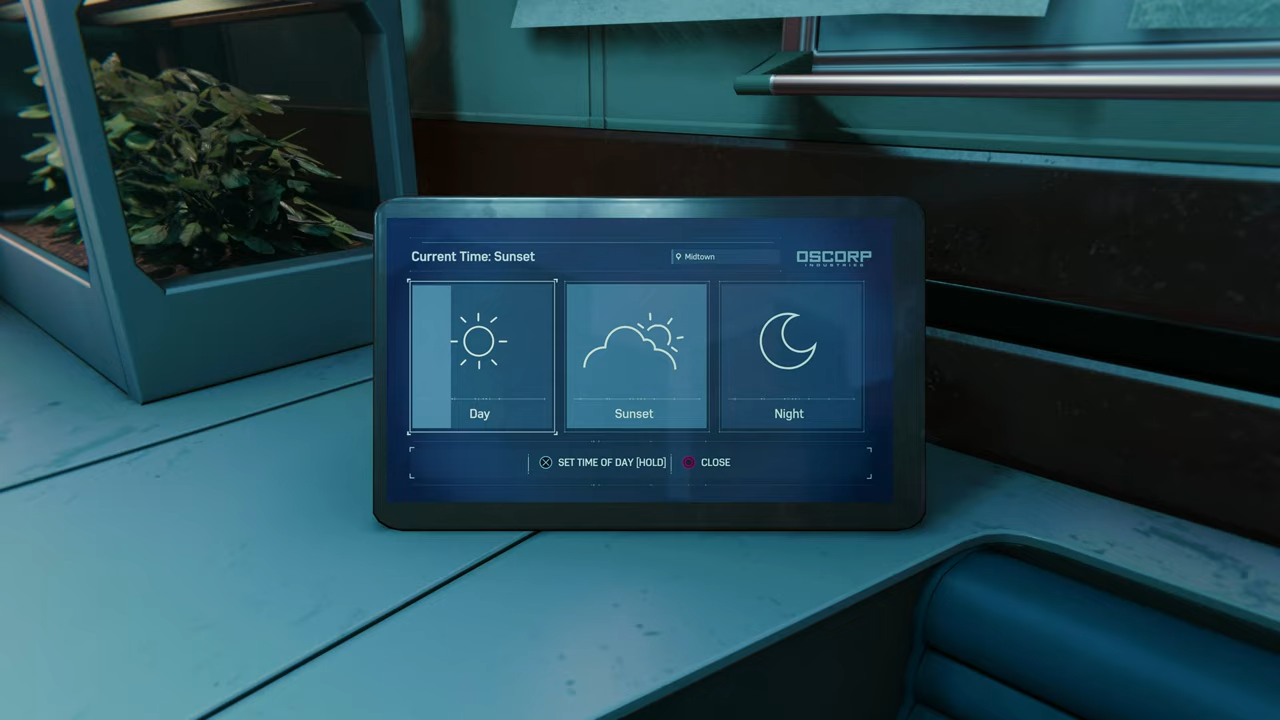 Current Time: Sunset
Midtown
OSCORP
INDUSTRIES
Day
Sunset
Night
SET TIME OF DAY [HOLD]
CLOSE